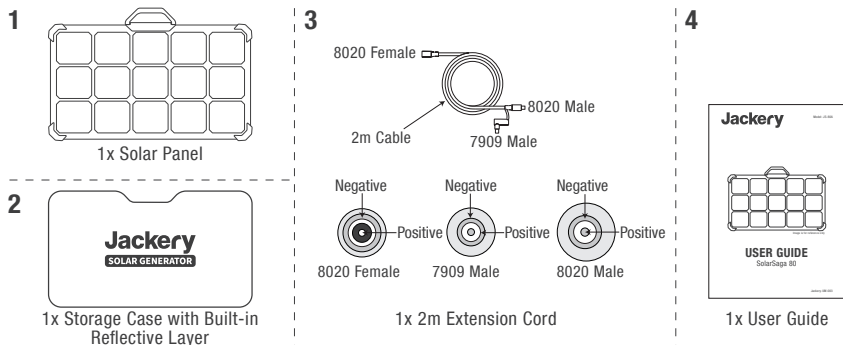 1
1x Solar Panel
2
Jackery
SOLAR GENERATOR
1x Storage Case with Built-in
Reflective Layer
3
8020 Female
2m Cable
8020 Male
7909 Male
Negative
Positive
8020 Female
Negative
Positive
7909 Male
Negative
Positive
8020 Male
1x 2m Extension Cord
4
Jackery
USER GUIDE
SolarSaga 80
1x User Guide